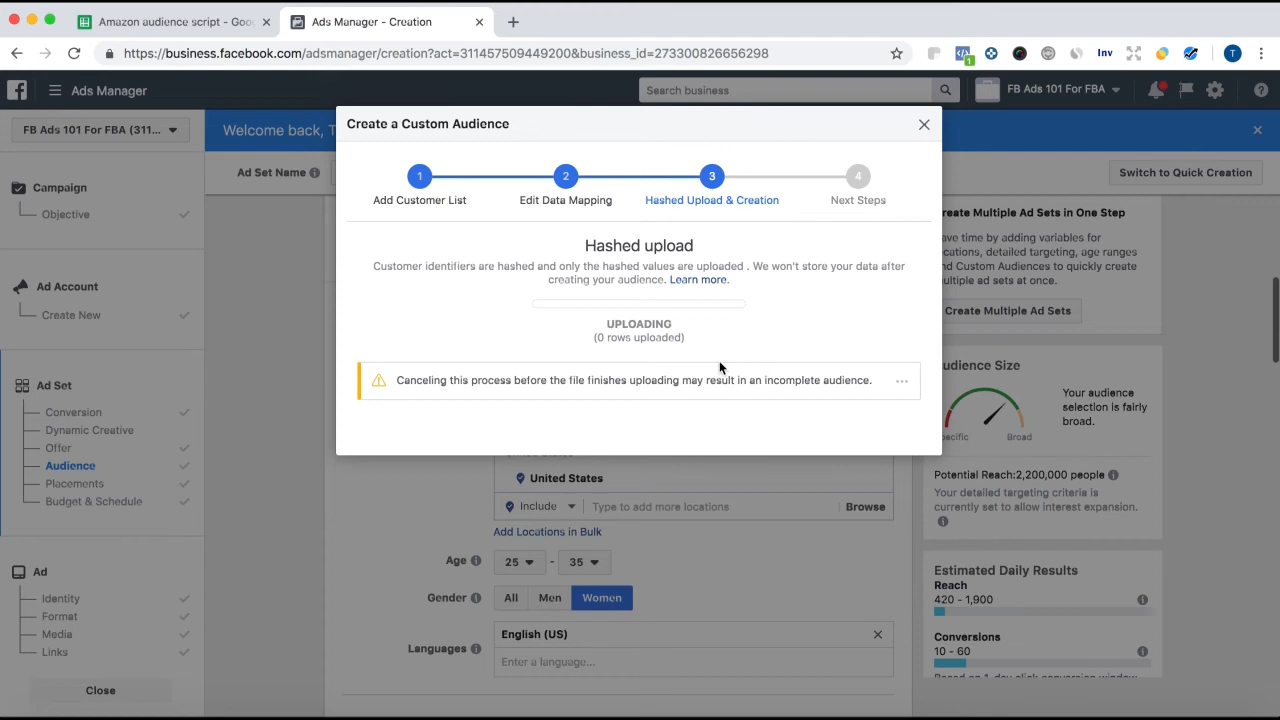 Amazon audience script - Goo
Ads Manager - Creation
https://business.facebook.com/adsmanager/creation?act=311457509449200&business_id=273300826656298
1
Inv
T
Ads Manager
Search business
FB Ads 101 For FBA
FB Ads 101 For FBA (311...
Welcome back, T
Ad Set Name
Switch to Quick Creation
Campaign
Objective
Ad Account
Create New
Ad Set
Conversion
Dynamic Creative
Offer
Audience
Placements
Budget & Schedule
Ad
Identity
Format
Media
Links
Close
Create a Custom Audience
1
2
3
4
Add Customer List
Edit Data Mapping
Hashed Upload & Creation
Next Steps
Hashed upload
Customer identifiers are hashed and only the hashed values are uploaded . We won't store your data after
creating your audience. Learn more.
UPLOADING
(0 rows uploaded)
Canceling this process before the file finishes uploading may result in an incomplete audience.
United States
Include
Type to add more locations
Browse
Add Locations in Bulk
Age
25
-
35
Gender
All
Men
Women
Languages
English (US)
Enter a language...
reate Multiple Ad Sets in One Step
ave time by adding variables for
ocations, detailed targeting, age ranges
nd Custom Audiences to quickly create
multiple ad sets at once.
Create Multiple Ad Sets
udience Size
Your audience
selection is fairly
broad.
pecific
Broad
Potential Reach:2,200,000 people
Your detailed targeting criteria is
currently set to allow interest expansion.
Estimated Daily Results
Reach
420 - 1,900
Conversions
10 - 60